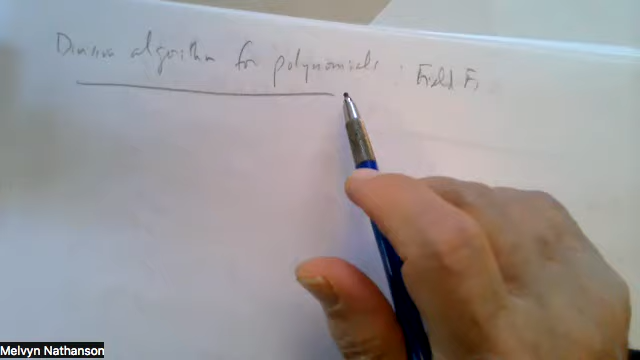 Division algorithm for polynomials : Field F,
Melvyn Nathanson